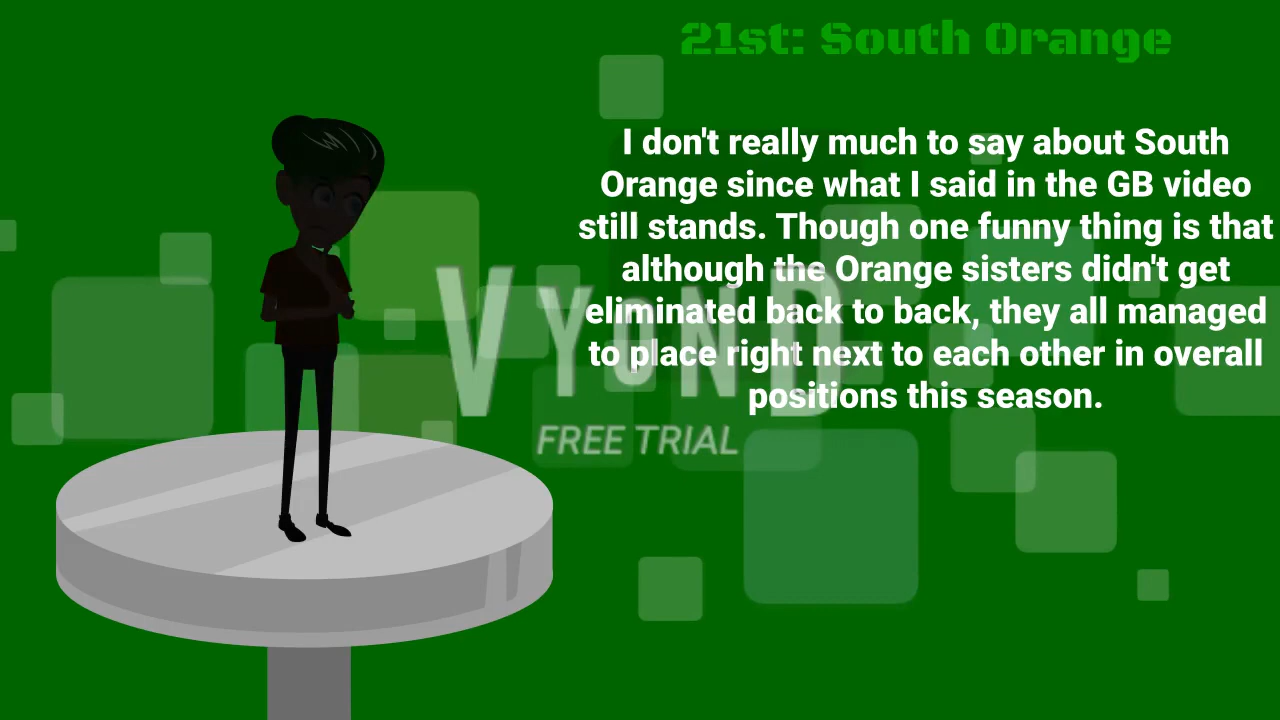 21st: South Orange
I don't really much to say about South
Orange since what I said in the GB video
still stands. Though one funny thing is that
although the Orange sisters didn't get
eliminated back to back, they all managed
to place right next to each other in overall
positions this season.
VYOND
FREE TRIAL